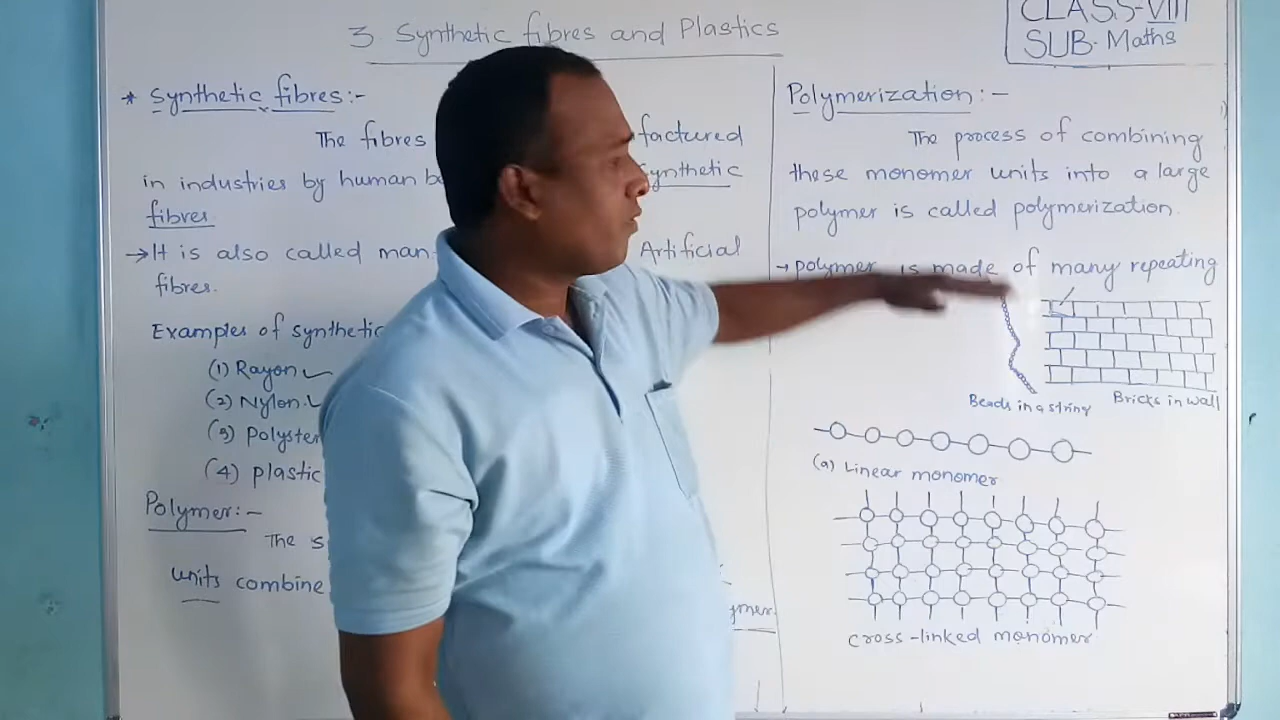 3 Synthetic fibres and Plastics
CLASS-VIII
SUB- Maths
* Synthetic fibres:-
The fibres factured
in industries by human be Synthetic
fibres.
→ It is also called man- Artificial
fibres.
Examples of synthetic
(1) Rayon
(2) Nylon
(3) Polyster
(4) plastic
Polymer:-
The s
units combine
ymer.
Polymerization:-
The process of combining
these monomer units into a large
polymer is called polymerization.
→ polymer is made of many repeating
Beads in a string
Bricks in wall
(a) Linear monomer
cross-linked monomer